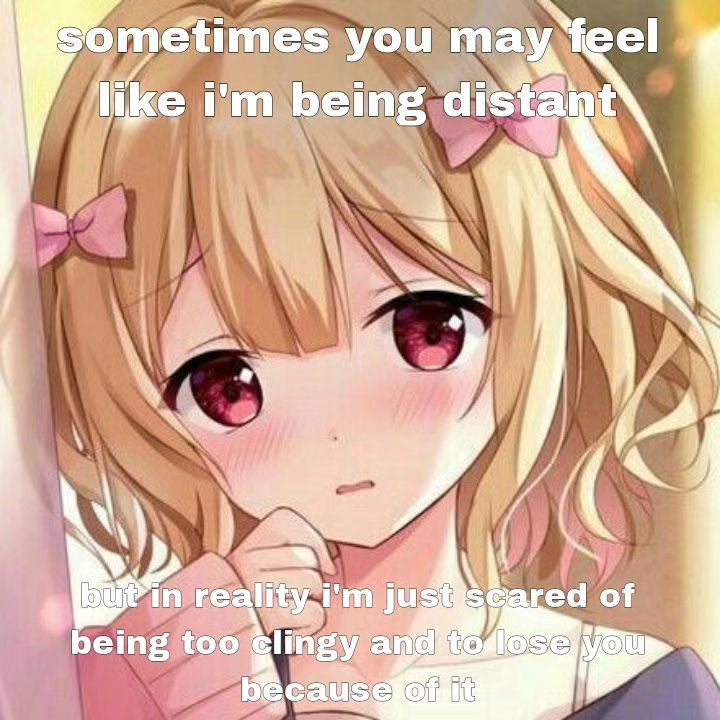 sometimes you may feel
like i'm being distant
but in reality i'm just scared of
being too clingy and to lose you
because of it